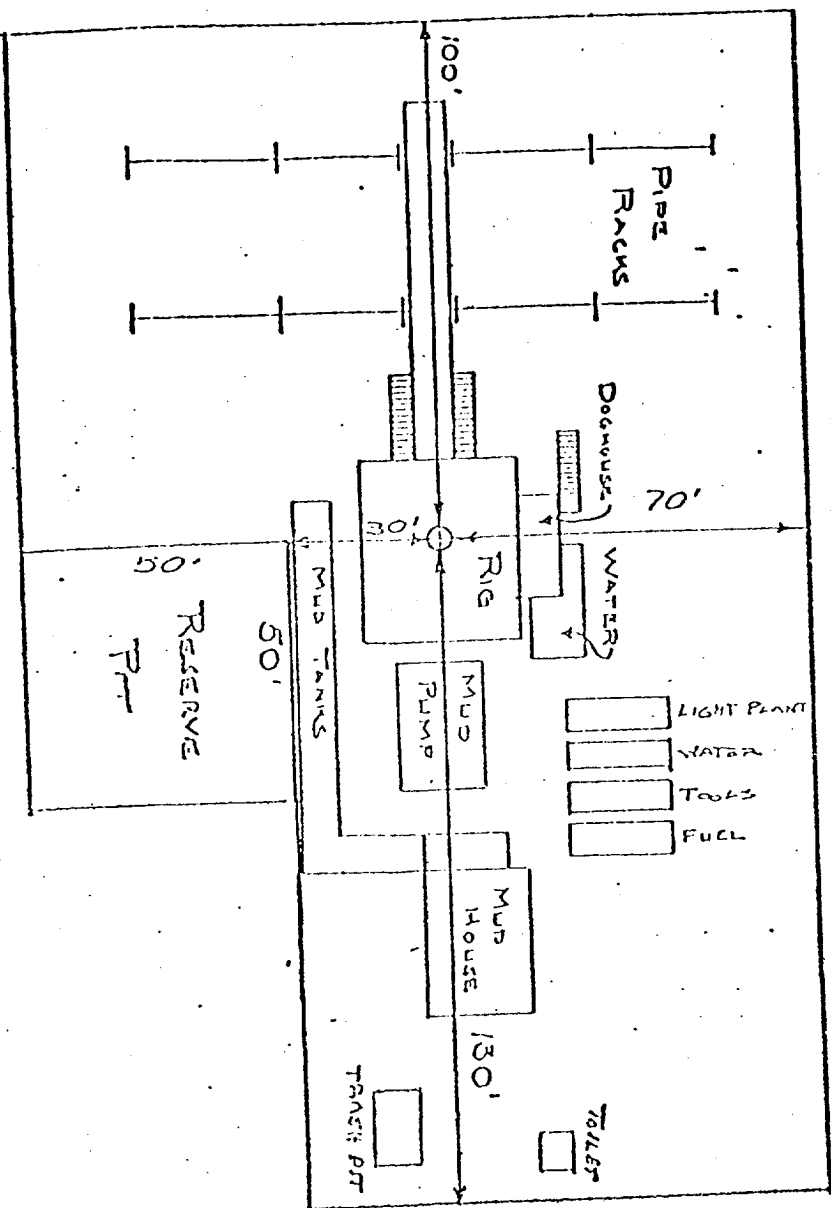 100'
PIPE
RACKS
DOGHOUSE
70'
WATER
RIG
30'
50'
RESERVE
PIT
50'
MUD TANKS
MUD
PUMP
LIGHT PLANT
WATER
TOOLS
FUEL
MUD
HOUSE
130'
TRASH PIT
TOILET